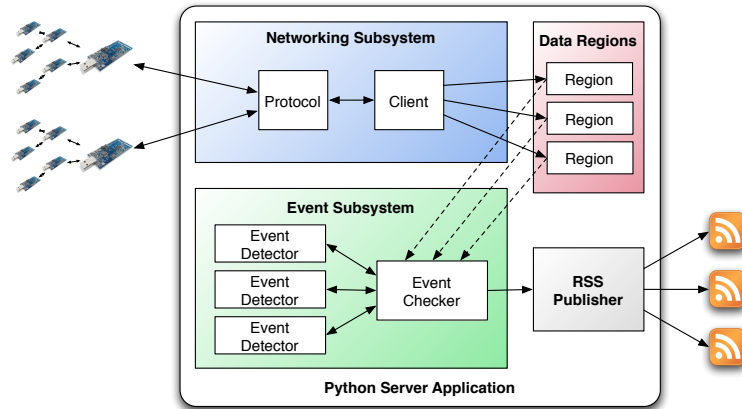 Networking Subsystem
Protocol
Client
Data Regions
Region
Region
Region
Event Subsystem
Event
Detector
Event
Detector
Event
Detector
Event
Checker
RSS
Publisher
Python Server Application